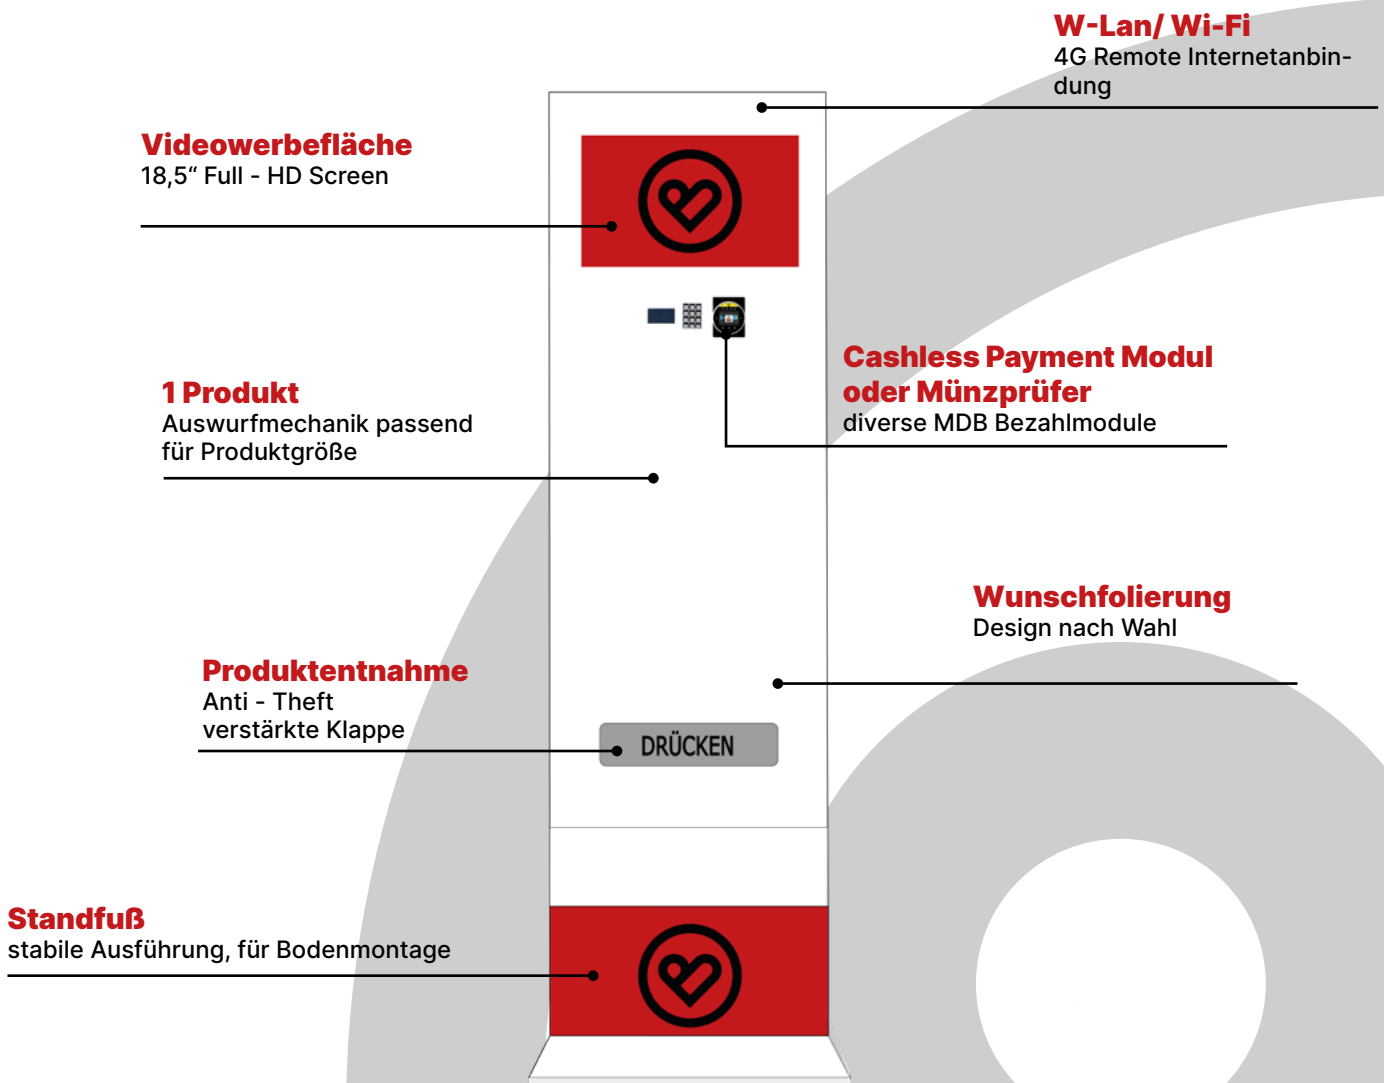 W-Lan/ Wi-Fi
4G Remote Internetanbin-
dung
Videowerbefläche
18,5“ Full - HD Screen
Cashless Payment Modul
oder Münzprüfer
diverse MDB Bezahlmodule
1 Produkt
Auswurfmechanik passend
für Produktgröße
Wunschfolierung
Design nach Wahl
Produktentnahme
Anti - Theft
verstärkte Klappe
DRÜCKEN
Standfuß
stabile Ausführung, für Bodenmontage